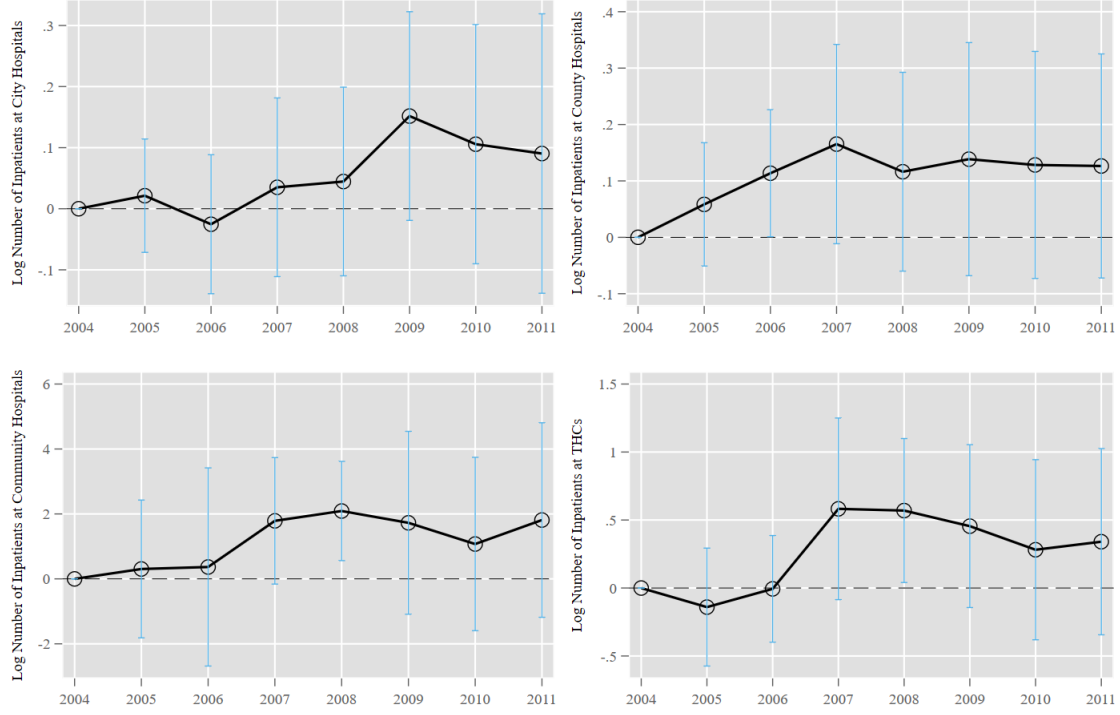 Log Number of Inpatients at City Hospitals
.3
.2
.1
0
-.1
2004 2005 2006 2007 2008 2009 2010 2011
Log Number of Inpatients at County Hospitals
.4
.3
.2
.1
0
-.1
2004 2005 2006 2007 2008 2009 2010 2011
Log Number of Inpatients at Community Hospitals
6
4
2
0
-2
2004 2005 2006 2007 2008 2009 2010 2011
Log Number of Inpatients at THCs
1.5
1
.5
0
-.5
2004 2005 2006 2007 2008 2009 2010 2011